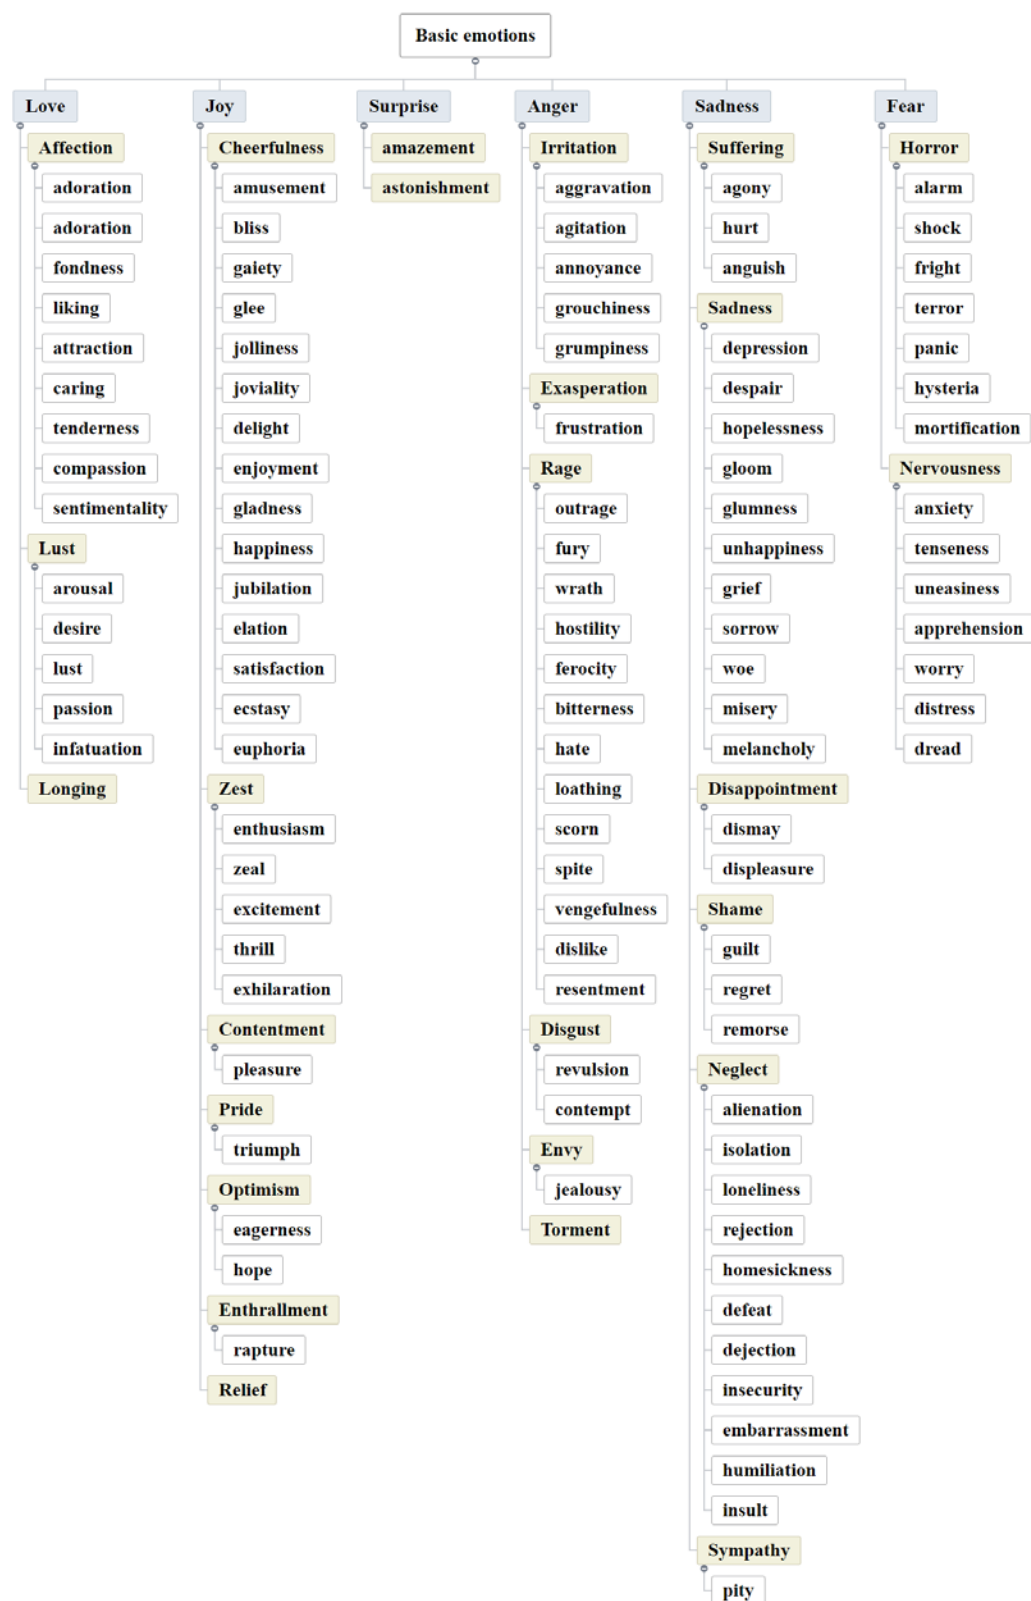 Basic emotions
Love
Affection
adoration
adoration
fondness
liking
attraction
caring
tenderness
compassion
sentimentality
Lust
arousal
desire
lust
passion
infatuation
Longing
Joy
Cheerfulness
amusement
bliss
gaiety
glee
jolliness
joviality
delight
enjoyment
gladness
happiness
jubilation
elation
satisfaction
ecstasy
euphoria
Zest
enthusiasm
zeal
excitement
thrill
exhilaration
Contentment
pleasure
Pride
triumph
Optimism
eagerness
hope
Enthrallment
rapture
Relief
Surprise
amazement
astonishment
Anger
Irritation
aggravation
agitation
annoyance
grouchiness
grumpiness
Exasperation
frustration
Rage
outrage
fury
wrath
hostility
ferocity
bitterness
hate
loathing
scorn
spite
vengefulness
dislike
resentment
Disgust
revulsion
contempt
Envy
jealousy
Torment
Sadness
Suffering
agony
hurt
anguish
Sadness
depression
despair
hopelessness
gloom
glumness
unhappiness
grief
sorrow
woe
misery
melancholy
Disappointment
dismay
displeasure
Shame
guilt
regret
remorse
Neglect
alienation
isolation
loneliness
rejection
homesickness
defeat
dejection
insecurity
embarrassment
humiliation
insult
Sympathy
pity
Fear
Horror
alarm
shock
fright
terror
panic
hysteria
mortification
Nervousness
anxiety
tenseness
uneasiness
apprehension
worry
distress
dread